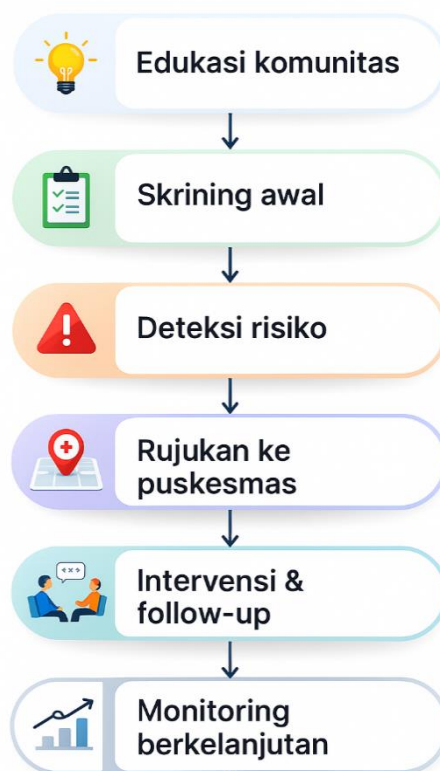 Edukasi komunitas
Skrining awal
Deteksi risiko
Rujukan ke
puskesmas
Intervensi &
follow-up
Monitoring
berkelanjutan